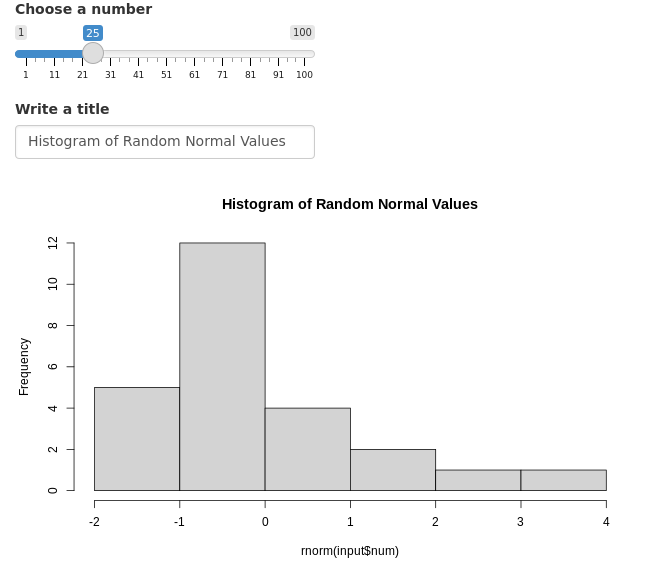 Choose a number
1 25 100
1 11 21 31 41 51 61 71 81 91 100
Write a title
Histogram of Random Normal Values
Histogram of Random Normal Values
12
10
8
6
4
2
0
Frequency
-2 -1 0 1 2 3 4
rnorm(input$num)